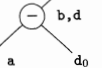 − b,d
a d₀